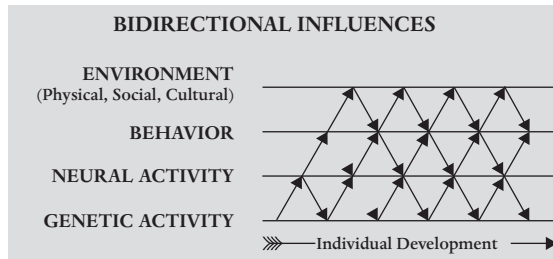 BIDIRECTIONAL INFLUENCES
ENVIRONMENT
(Physical, Social, Cultural)
BEHAVIOR
NEURAL ACTIVITY
GENETIC ACTIVITY
Individual Development